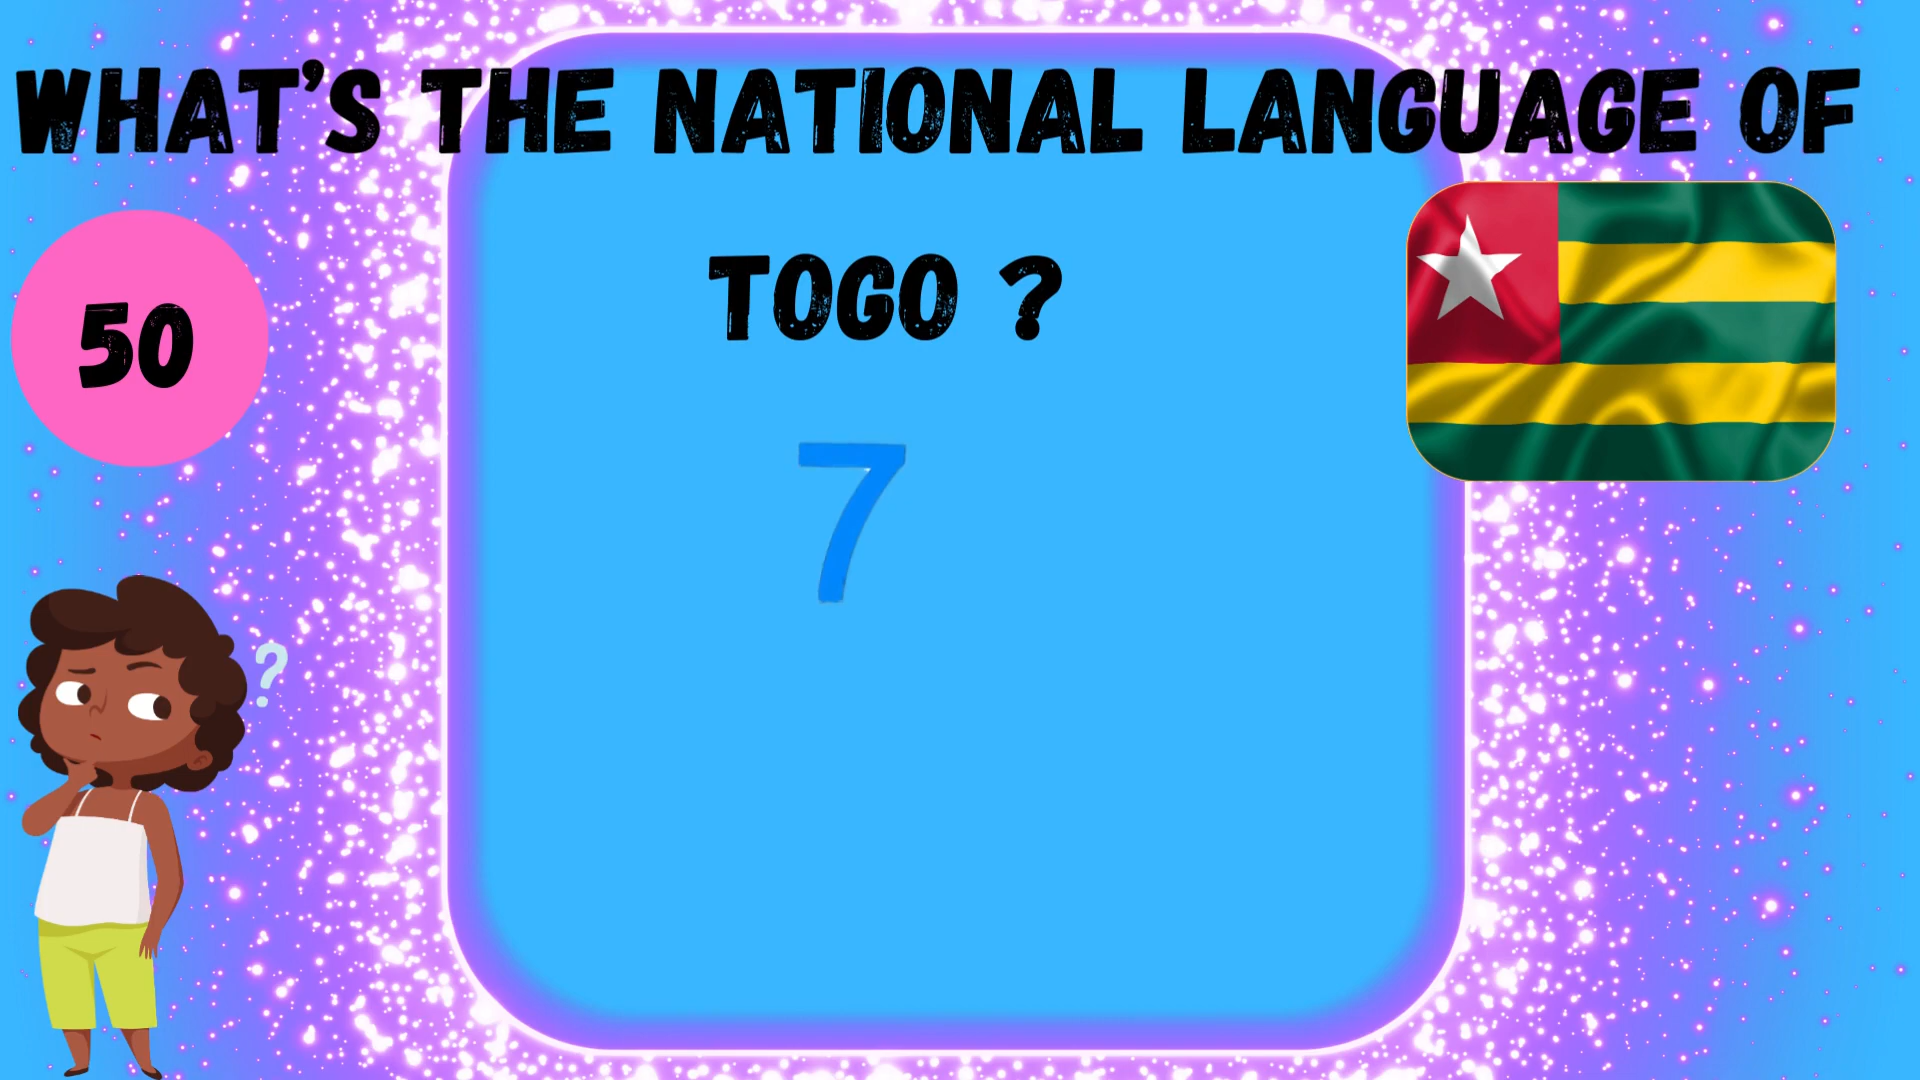 WHAT'S THE NATIONAL LANGUAGE OF
TOGO ?
50
7
?